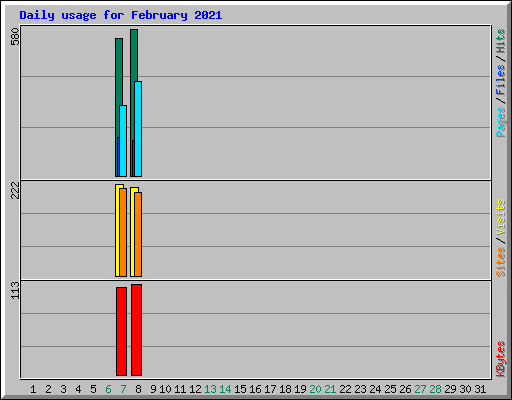 Daily usage for February 2021
580
222
113
Pages / Files / Hits
Sites / Visits
KBytes
1 2 3 4 5 6 7 8 9 10 11 12 13 14 15 16 17 18 19 20 21 22 23 24 25 26 27 28 29 30 31